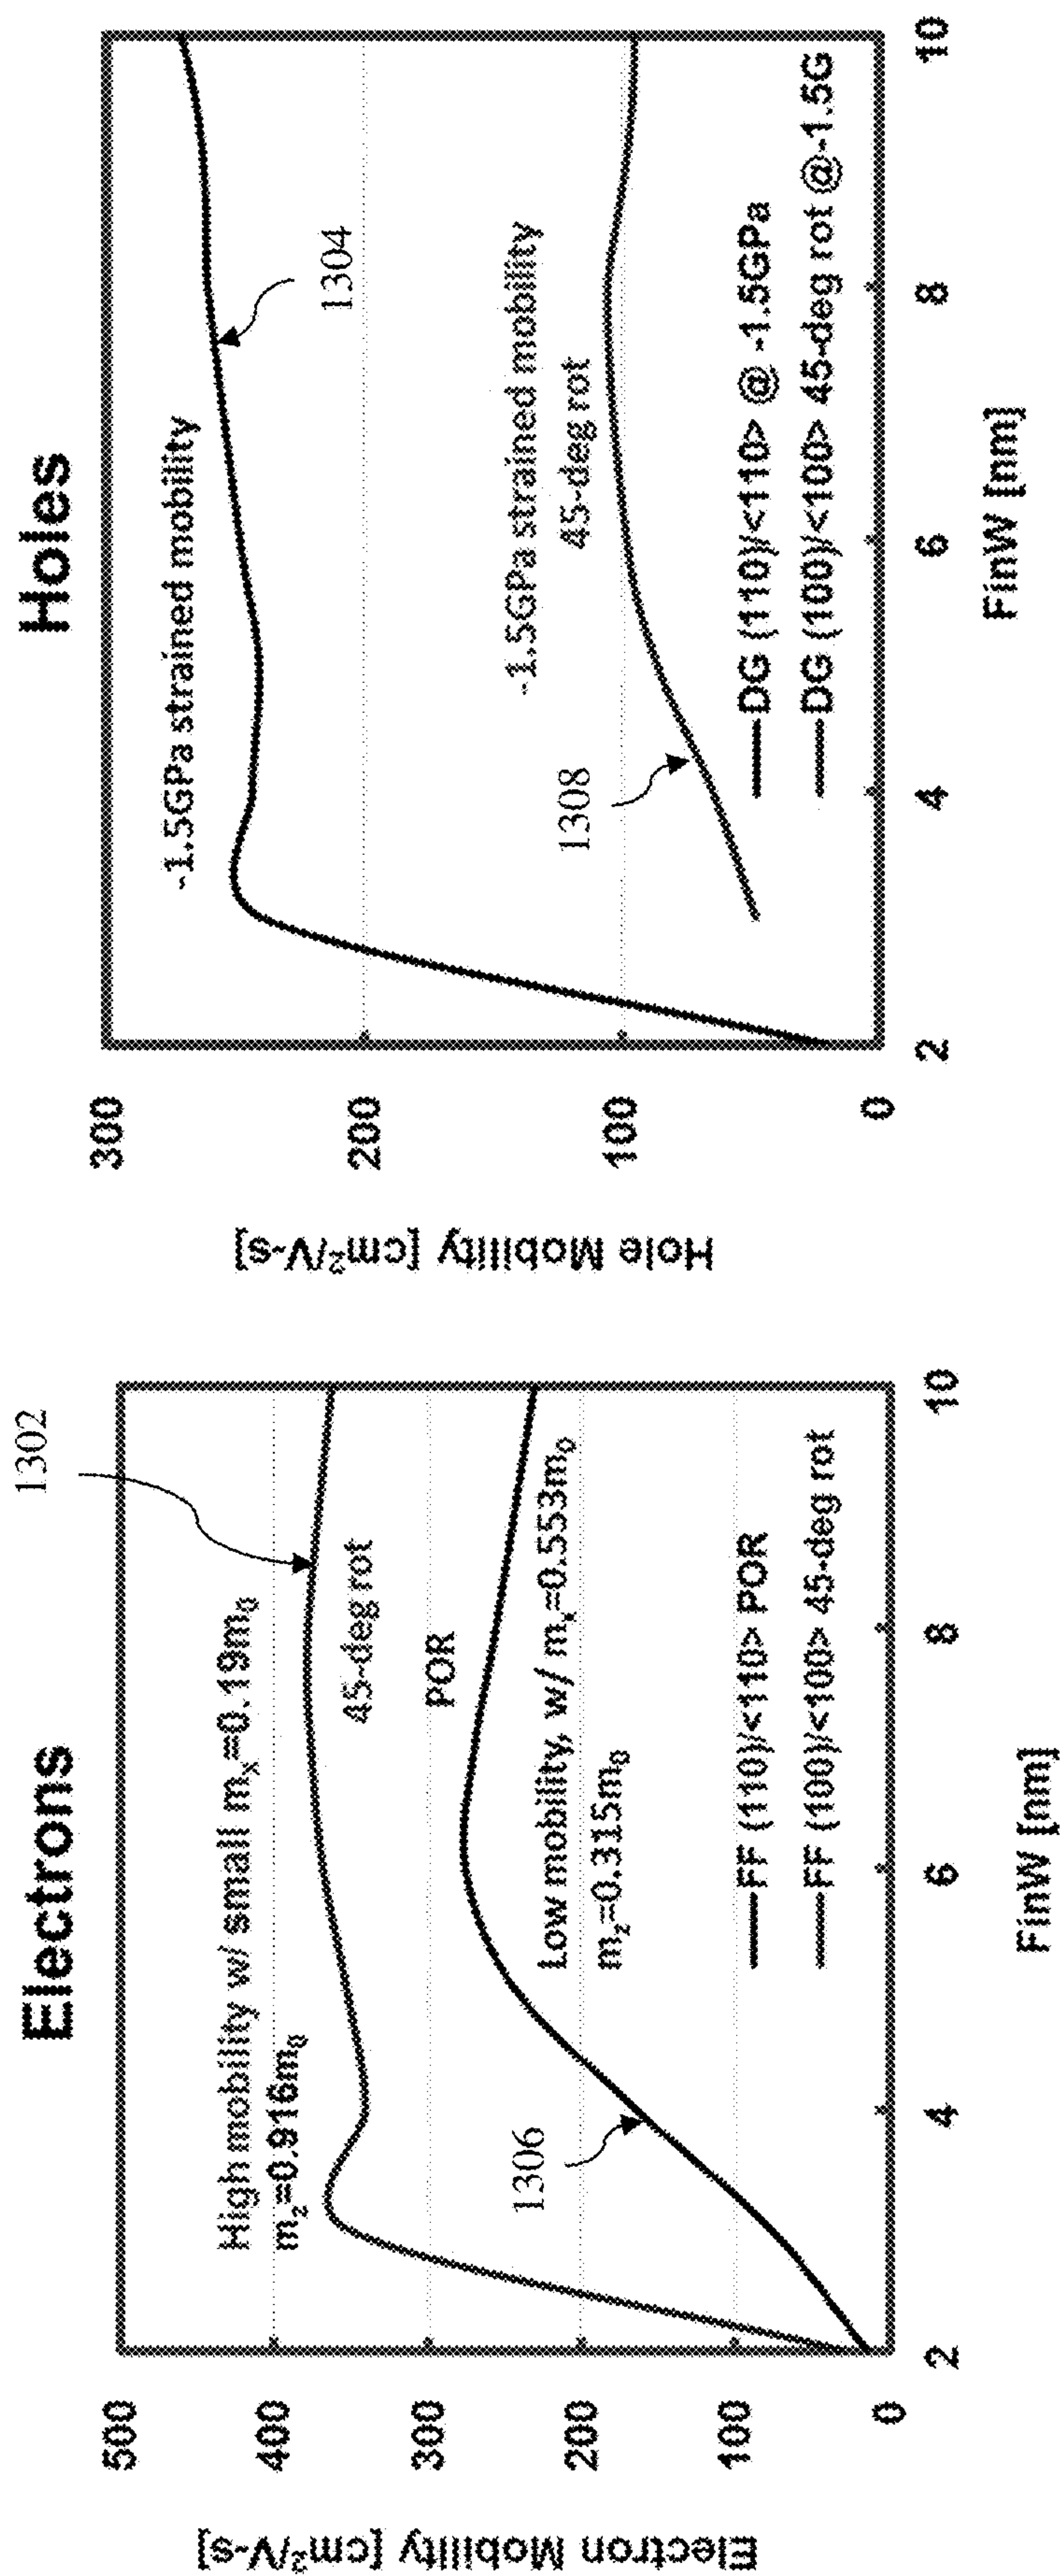 Electrons
1302
High mobility w/ small mx=0.19m0
mz=0.916m0
45-deg rot
POR
1306
Low mobility, w/ mx=0.553m0
mz=0.315m0
FF (110)/<110> POR
FF (100)/<100> 45-deg rot
500
400
300
200
100
0
Electron Mobility [cm²/V-s]
2
4
6
8
10
FinW [nm]
Holes
-1.5GPa strained mobility
1304
-1.5GPa strained mobility
45-deg rot
1308
DG (110)/<110> @ -1.5GPa
DG (100)/<100> 45-deg rot @-1.5G
300
200
100
0
Hole Mobility [cm²/V-s]
2
4
6
8
10
FinW [nm]